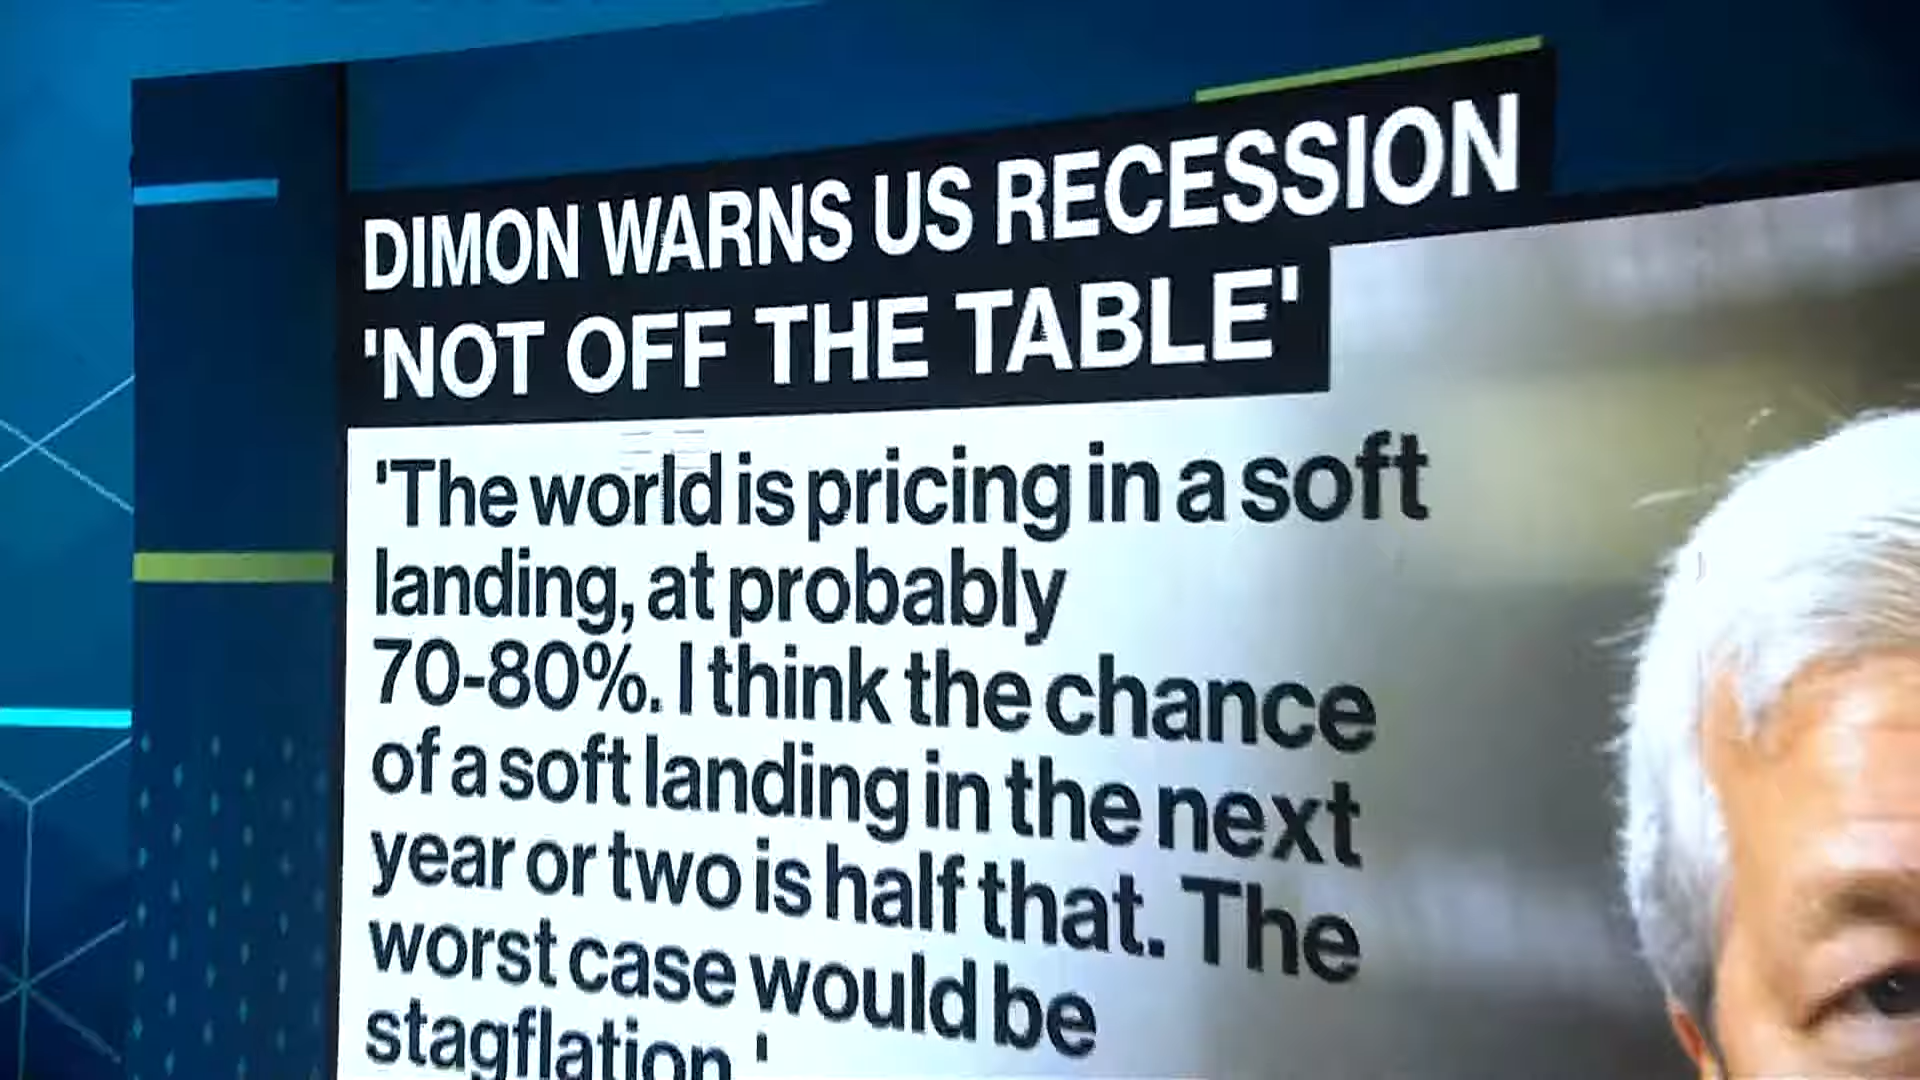 DIMON WARNS US RECESSION
'NOT OFF THE TABLE'
'The world is pricing in a soft
landing, at probably
70-80%. I think the chance
of a soft landing in the next
year or two is half that. The
worst case would be
stagflation.'